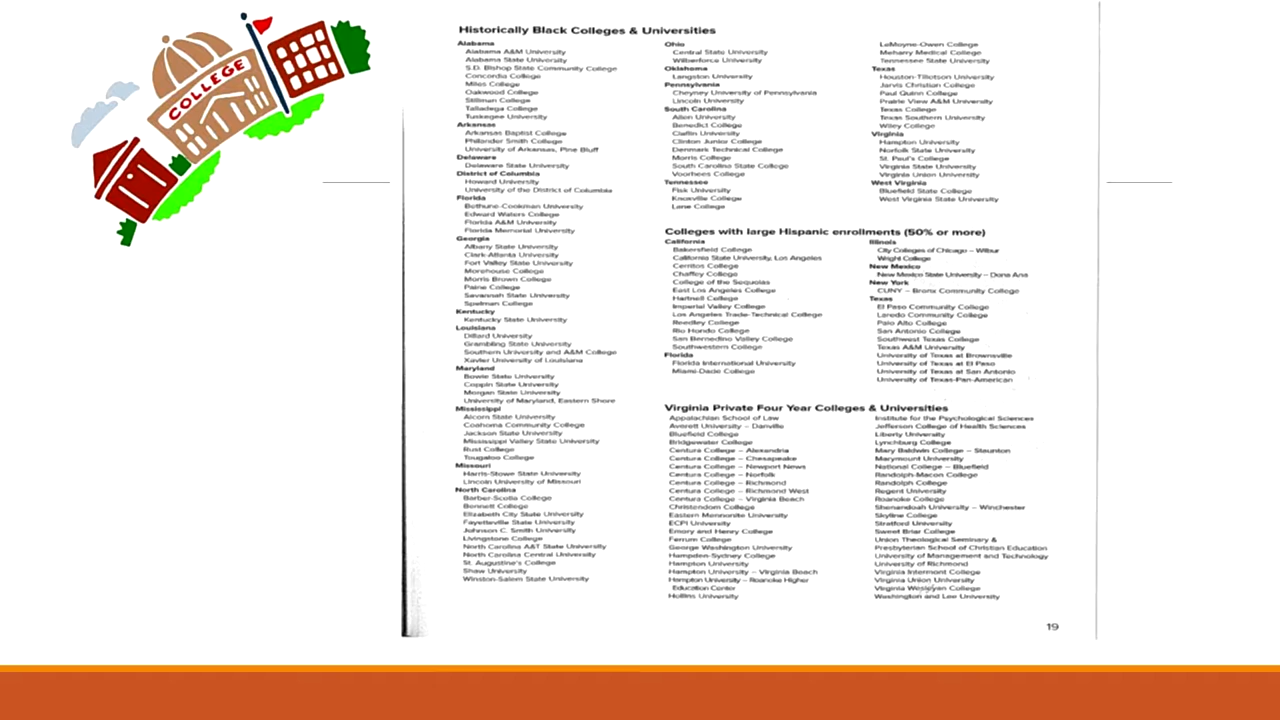 COLLEGE
Historically Black Colleges & Universities
Alabama
Alabama A&M University
Alabama State University
S.D. Bishop State Community College
Concordia College
Miles College
Oakwood College
Stillman College
Talladega College
Tuskegee University
Arkansas
Arkansas Baptist College
Philander Smith College
University of Arkansas, Pine Bluff
Delaware
Delaware State University
District of Columbia
Howard University
University of the District of Columbia
Florida
Bethune-Cookman University
Edward Waters College
Florida A&M University
Florida Memorial University
Georgia
Albany State University
Clark Atlanta University
Fort Valley State University
Morehouse College
Morris Brown College
Paine College
Savannah State University
Spelman College
Kentucky
Kentucky State University
Louisiana
Dillard University
Grambling State University
Southern University and A&M College
Xavier University of Louisiana
Maryland
Bowie State University
Coppin State University
Morgan State University
University of Maryland, Eastern Shore
Mississippi
Alcorn State University
Coahoma Community College
Jackson State University
Mississippi Valley State University
Rust College
Tougaloo College
Missouri
Harris-Stowe State University
Lincoln University of Missouri
North Carolina
Barber-Scotia College
Bennett College
Elizabeth City State University
Fayetteville State University
Johnson C. Smith University
Livingstone College
North Carolina A&T State University
North Carolina Central University
St. Augustine's College
Shaw University
Winston-Salem State University
Ohio
Central State University
Wilberforce University
Oklahoma
Langston University
Pennsylvania
Cheyney University of Pennsylvania
Lincoln University
South Carolina
Allen University
Benedict College
Claflin University
Clinton Junior College
Denmark Technical College
Morris College
South Carolina State College
Voorhees College
Tennessee
Fisk University
Knoxville College
Lane College
LeMoyne-Owen College
Meharry Medical College
Tennessee State University
Texas
Houston-Tillotson University
Jarvis Christian College
Paul Quinn College
Prairie View A&M University
Texas College
Texas Southern University
Wiley College
Virginia
Hampton University
Norfolk State University
St. Paul's College
Virginia State University
Virginia Union University
West Virginia
Bluefield State College
West Virginia State University
Colleges with large Hispanic enrollments (50% or more)
California
Bakersfield College
California State University, Los Angeles
Cerritos College
Chaffey College
College of the Sequoias
East Los Angeles College
Hartnell College
Imperial Valley College
Los Angeles Trade-Technical College
Reedley College
Rio Hondo College
San Bernedino Valley College
Southwestern College
Florida
Florida International University
Miami-Dade College
Illinois
City Colleges of Chicago – Wilbur
Wright College
New Mexico
New Mexico State University – Dona Ana
New York
CUNY – Bronx Community College
Texas
El Paso Community College
Laredo Community College
Palo Alto College
San Antonio College
Southwest Texas College
Texas A&M University
University of Texas at Brownsville
University of Texas at El Paso
University of Texas at San Antonio
University of Texas-Pan-American
Virginia Private Four Year Colleges & Universities
Appalachian School of Law
Averett University – Danville
Bluefield College
Bridgewater College
Centura College – Alexandria
Centura College – Chesapeake
Centura College – Newport News
Centura College – Norfolk
Centura College – Richmond
Centura College – Richmond West
Centura College – Virginia Beach
Christendom College
Eastern Mennonite University
ECPI University
Emory and Henry College
Ferrum College
George Washington University
Hampden-Sydney College
Hampton University
Hampton University – Virginia Beach
Hampton University – Roanoke Higher
Education Center
Hollins University
Institute for the Psychological Sciences
Jefferson College of Health Sciences
Liberty University
Lynchburg College
Mary Baldwin College – Staunton
Marymount University
National College – Bluefield
Randolph-Macon College
Randolph College
Regent University
Roanoke College
Shenandoah University – Winchester
Skyline College
Stratford University
Sweet Briar College
Union Theological Seminary &
Presbyterian School of Christian Education
University of Management and Technology
University of Richmond
Virginia Intermont College
Virginia Union University
Virginia Wesleyan College
Washington and Lee University
19